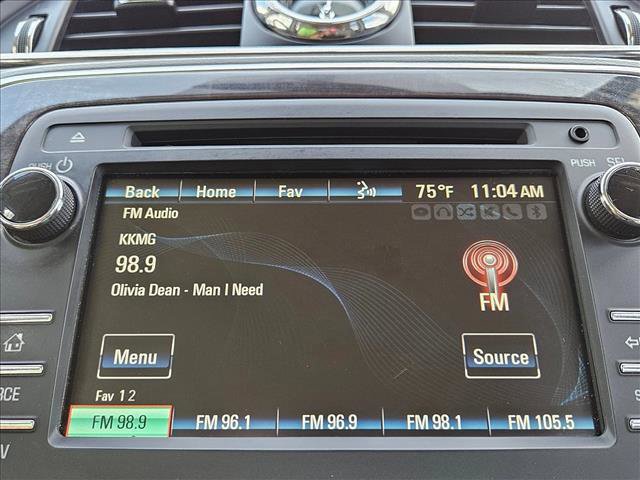 PUSH
PUSH SEL
Back Home Fav 75°F 11:04 AM
FM Audio
KKMG
98.9
Olivia Dean - Man I Need
FM
Menu Source
Fav 1 2
FM 98.9 FM 96.1 FM 96.9 FM 98.1 FM 105.5